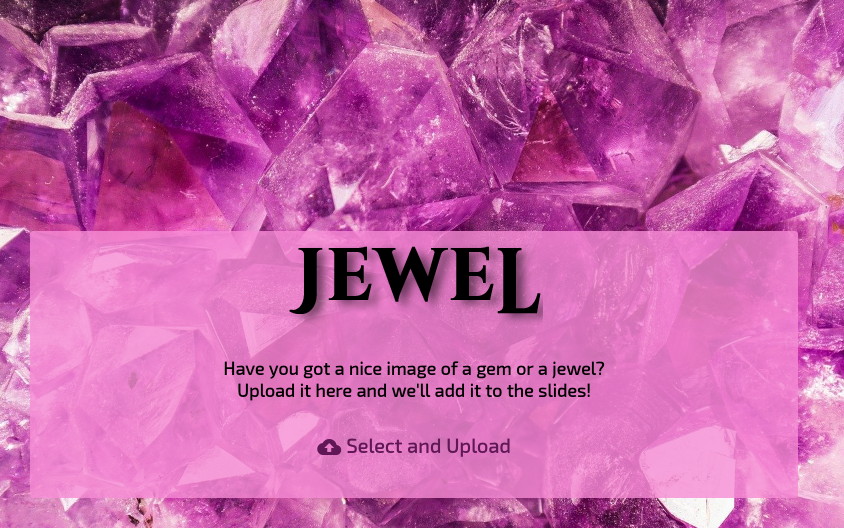 JEWEL
Have you got a nice image of a gem or a jewel?
Upload it here and we'll add it to the slides!
Select and Upload